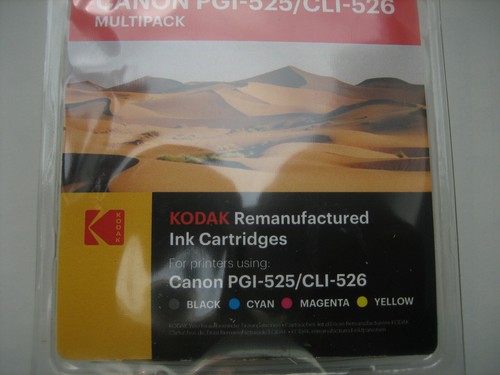 CANON PGI-525/CLI-526
MULTIPACK
KODAK
KODAK Remanufactured
Ink Cartridges
For printers using:
Canon PGI-525/CLI-526
BLACK CYAN MAGENTA YELLOW